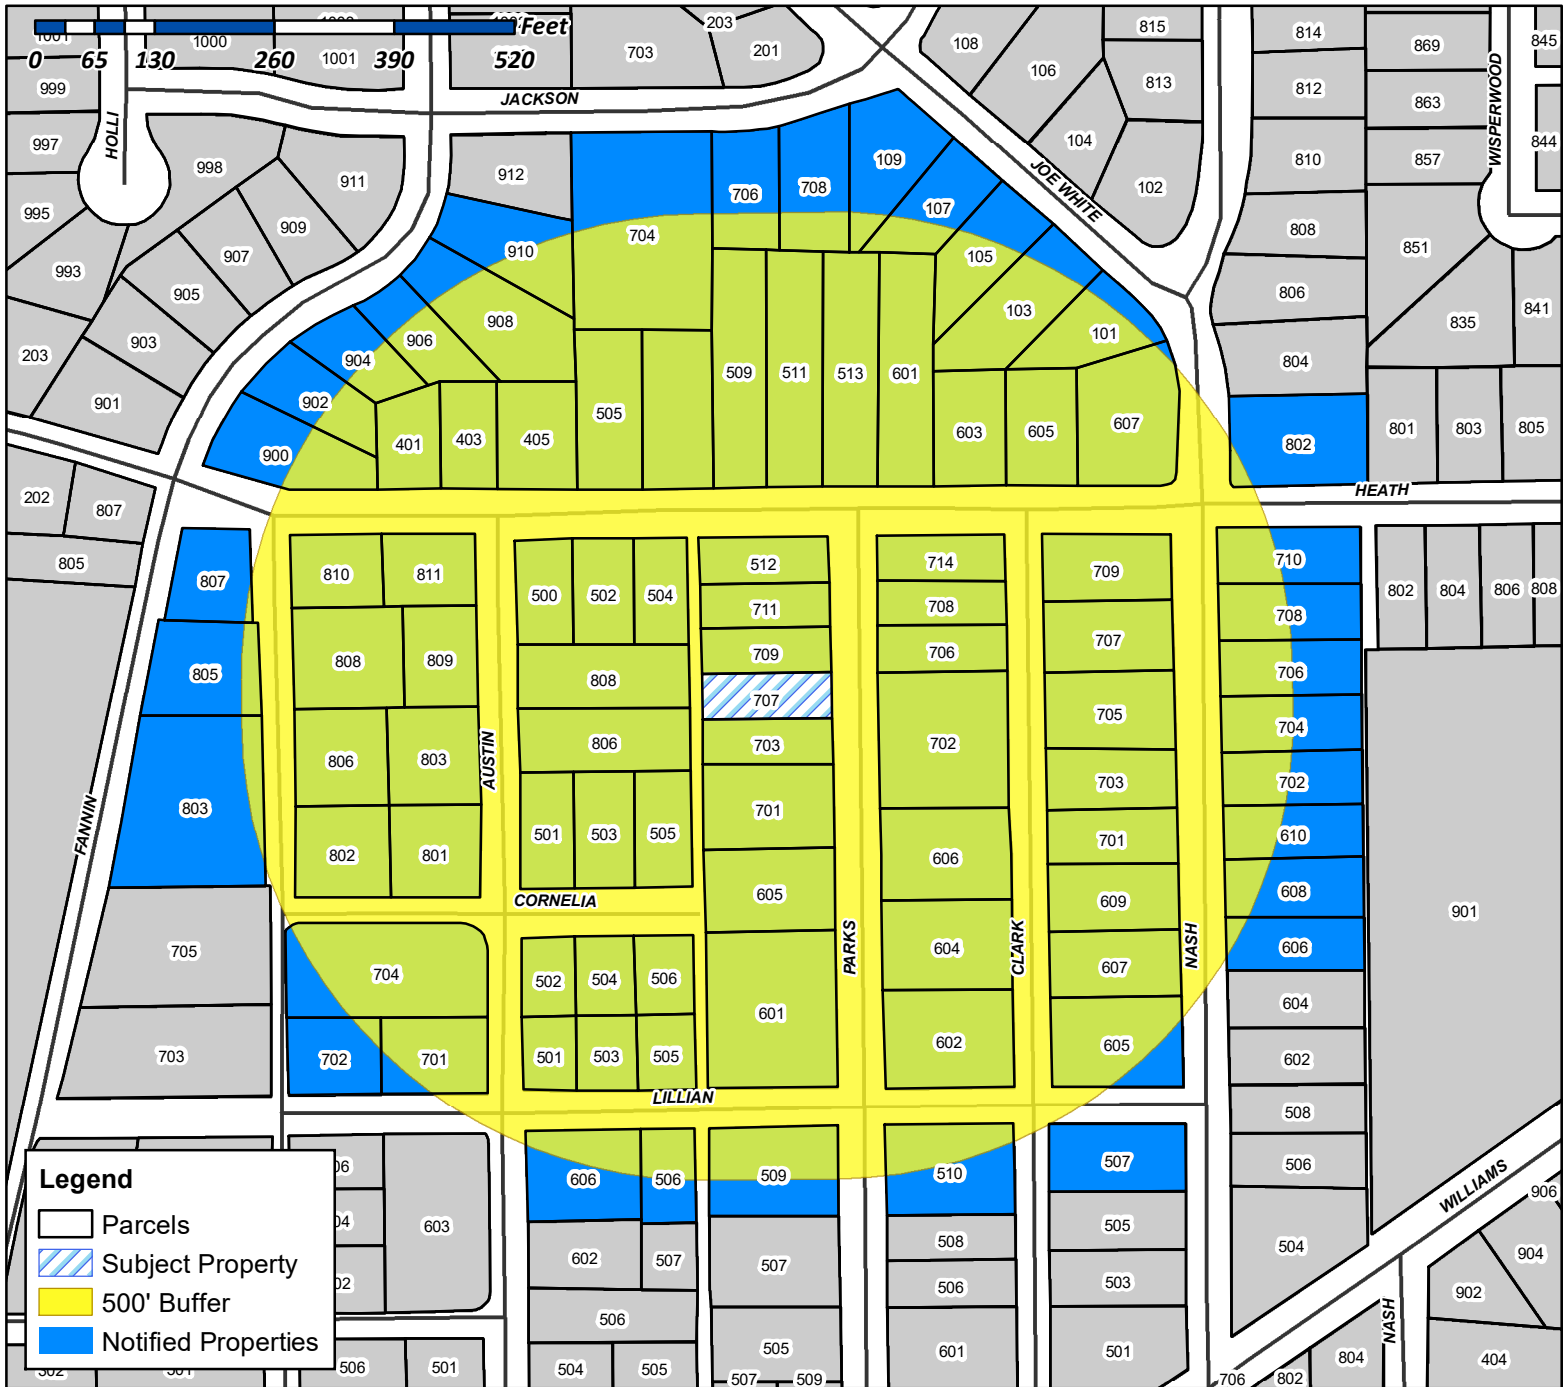 Feet
0 65 130 260 390 520
1001 1000 1001 703 203 201 108 106 815 814 869 845
999 JACKSON 813 812 863 WISPERWOOD
997 HOLLI 998 911 912 706 708 109 104 810 857 844
995 909 910 704 107 JOE WHITE 102 808 851
993 907 905 908 105 806 841
203 903 906 904 103 101 804 835
901 902 900 401 403 405 505 509 511 513 601 603 605 607 802 801 803 805
HEATH
202 807
805 807 810 811 500 502 504 512 714 709 710 802 804 806 808
711 708 708
805 808 809 808 709 706 707 706
707
806 803 806 703 702 705 704
803 AUSTIN 501 503 505 701 703 702
FANNIN 802 801 606 701 610
CORNELIA 605 609 608 901
705 704 502 504 506 PARKS 604 CLARK 607 NASH 606
601 604
703 702 701 501 503 505 602 605 602
LILLIAN
508
606 506 509 510 507 506 WILLIAMS 906
603 602 507 507 508 505 504 904
506 506 503 902
NASH
506 501 504 505 505 601 501 804 404
507 509 706 802
Legend
Parcels
Subject Property
500' Buffer
Notified Properties